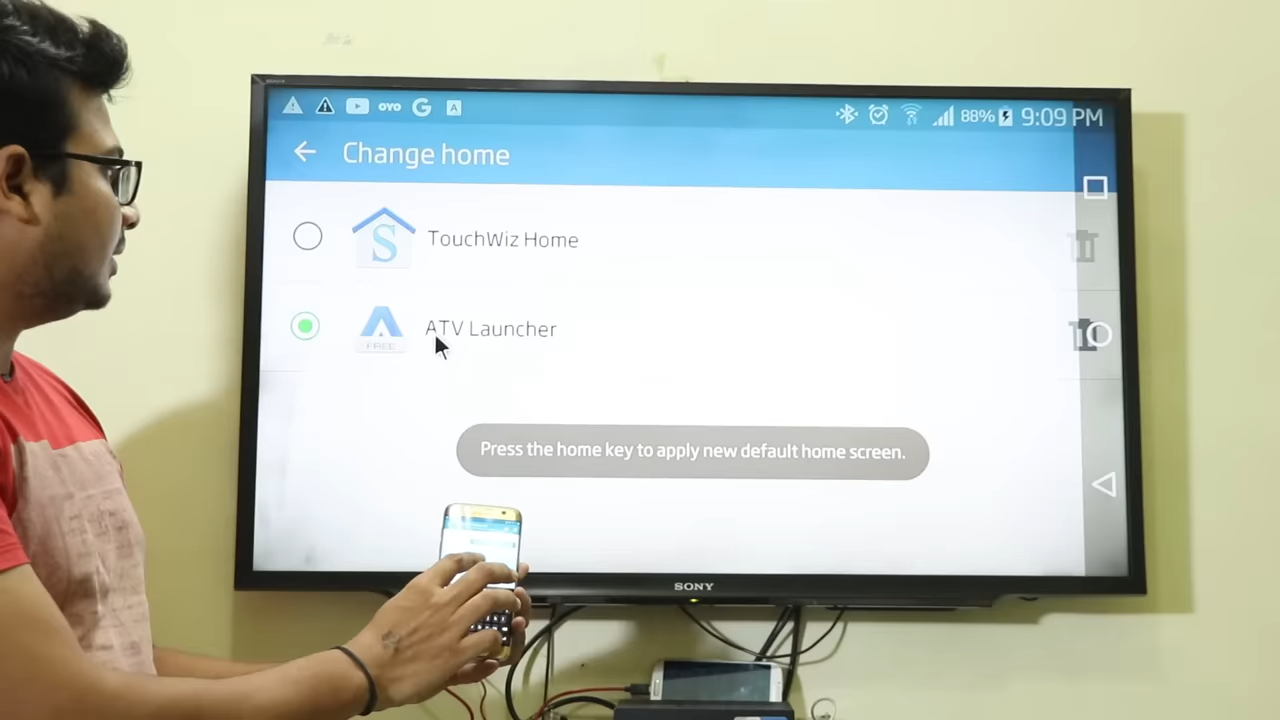 OYO G A 88% 9:09 PM
Change home
S TouchWiz Home
ATV Launcher
FREE
Press the home key to apply new default home screen.
SONY